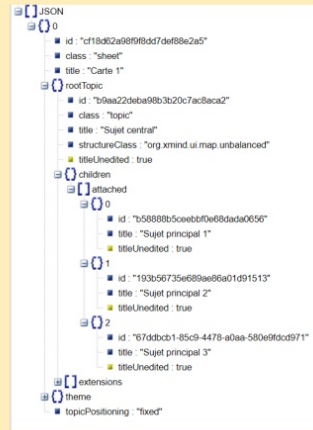 JSON
0
id : "cf18d62a98f9f8dd7def88e2a5"
class : "sheet"
title : "Carte 1"
rootTopic
id : "b9aa22deba98b3b20c7ac8aca2"
class : "topic"
title : "Sujet central"
structureClass : "org.xmind.ui.map.unbalanced"
titleUnedited : true
children
attached
0
id : "b58888b5ceebbf0e68dada0656"
title : "Sujet principal 1"
titleUnedited : true
1
id : "193b56735e689ae86a01d91513"
title : "Sujet principal 2"
titleUnedited : true
2
id : "67ddbcb1-85c9-4478-a0aa-580e9fdcd971"
title : "Sujet principal 3"
titleUnedited : true
extensions
theme
topicPositioning : "fixed"